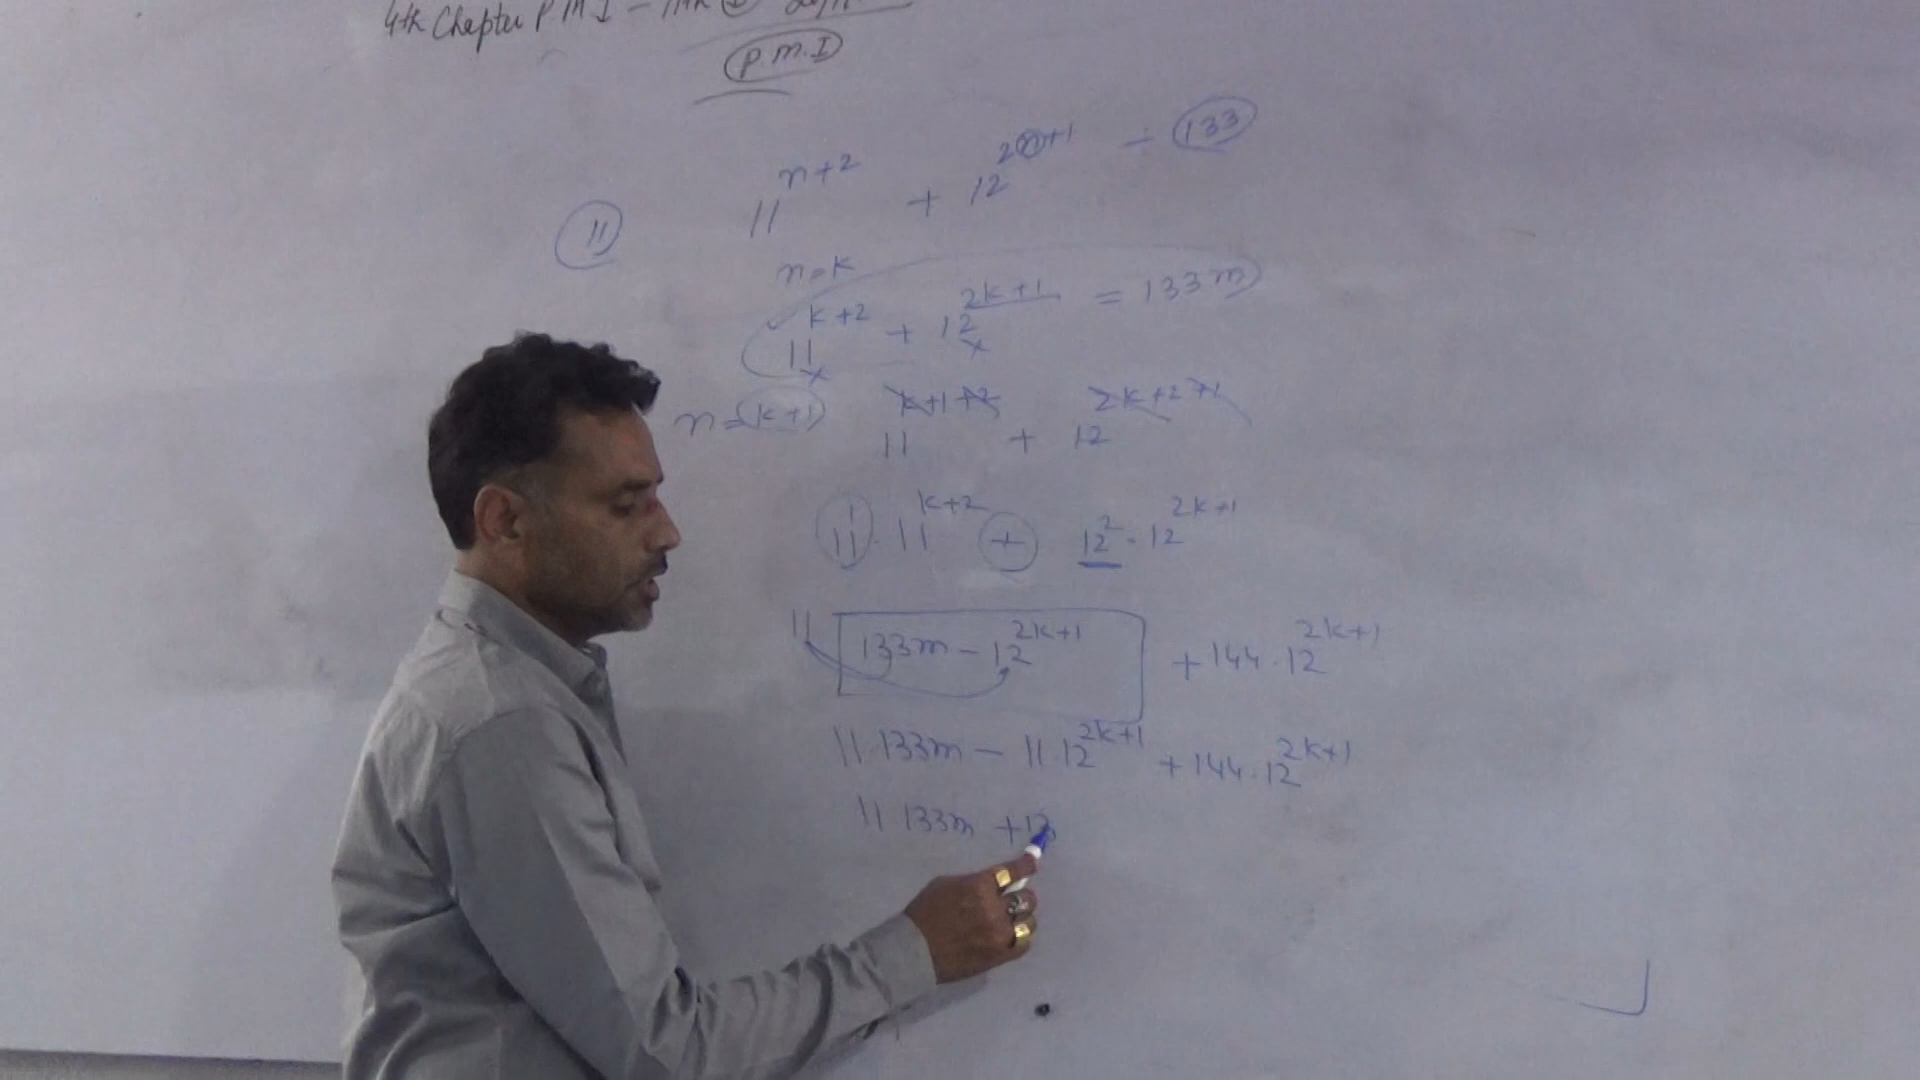 4th Chapter P M I –
P.M.I
11^{n+2} + 12^{2n+1} ÷ 133
11
n=k
11^{k+2} + 12^{2k+1} = 133m
n=(k+1) 11^{k+1+2} + 12^{2k+2+1}
11^1 · 11^{k+2} + 12^2 · 12^{2k+1}
11 133m – 12^{2k+1} + 144 · 12^{2k+1}
11 · 133m – 11 · 12^{2k+1} + 144 · 12^{2k+1}
11 133m + 12